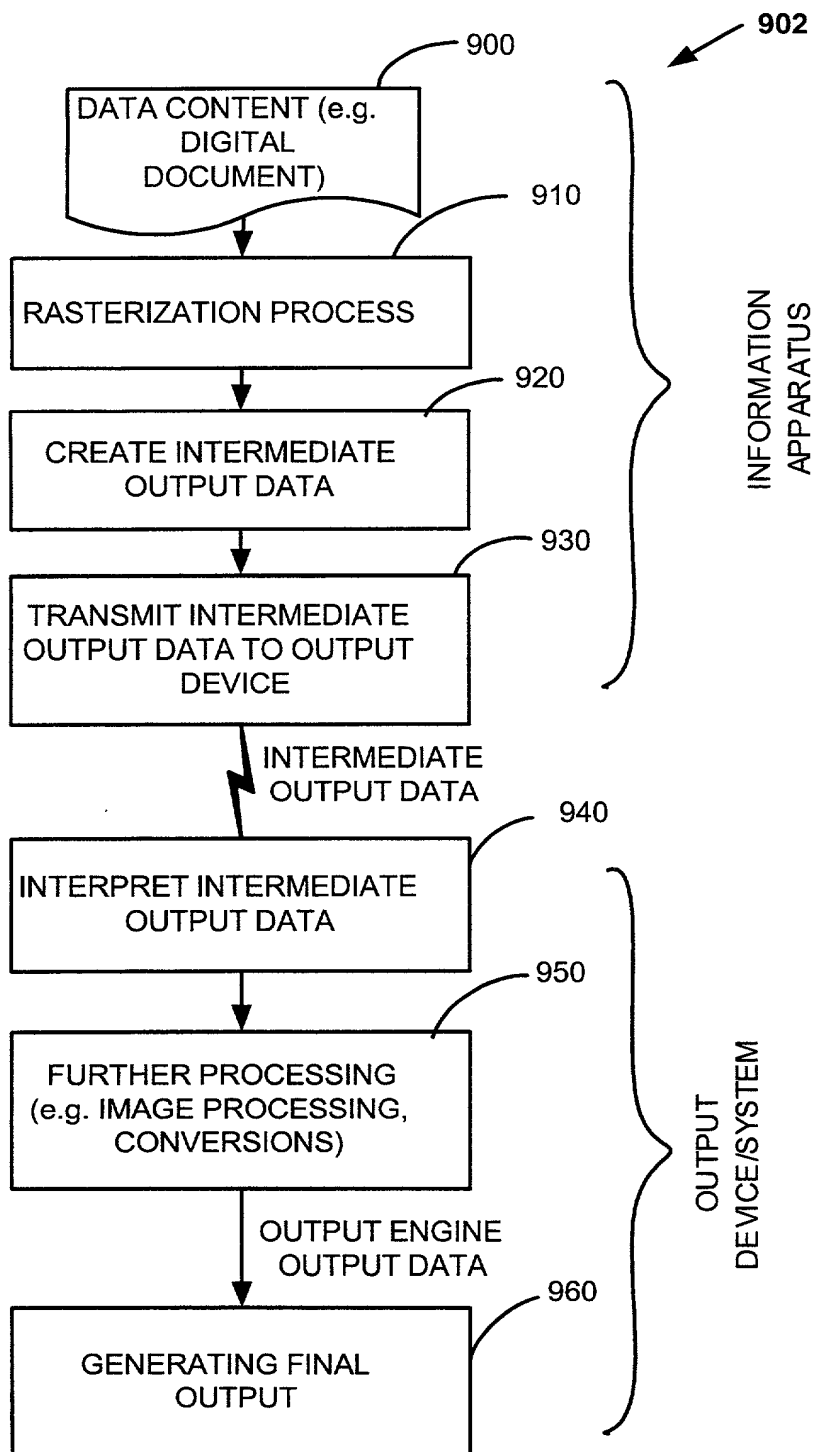 902
900
DATA CONTENT (e.g.
DIGITAL
DOCUMENT)
910
RASTERIZATION PROCESS
920
CREATE INTERMEDIATE
OUTPUT DATA
930
TRANSMIT INTERMEDIATE
OUTPUT DATA TO OUTPUT
DEVICE
INFORMATION
APPARATUS
INTERMEDIATE
OUTPUT DATA
940
INTERPRET INTERMEDIATE
OUTPUT DATA
950
FURTHER PROCESSING
(e.g. IMAGE PROCESSING,
CONVERSIONS)
OUTPUT
DEVICE/SYSTEM
OUTPUT ENGINE
OUTPUT DATA
960
GENERATING FINAL
OUTPUT